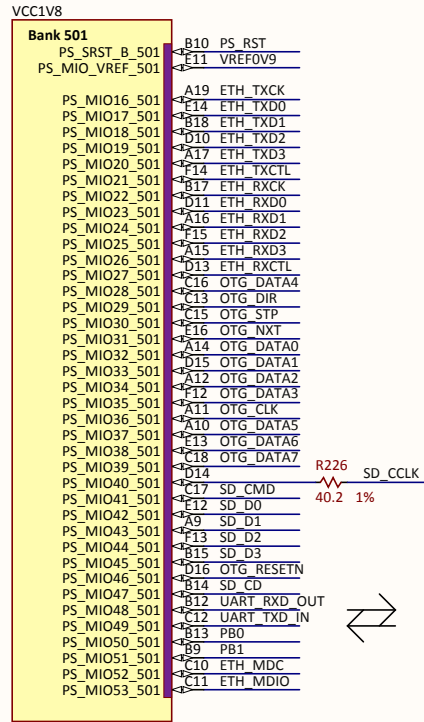 VCC1V8
Bank 501
PS_SRST_B_501 B10 PS_RST
PS_MIO_VREF_501 E11 VREF0V9
PS_MIO16_501 A19 ETH_TXCK
PS_MIO17_501 E14 ETH_TXD0
PS_MIO18_501 B18 ETH_TXD1
PS_MIO19_501 D10 ETH_TXD2
PS_MIO20_501 A17 ETH_TXD3
PS_MIO21_501 F14 ETH_TXCTL
PS_MIO22_501 B17 ETH_RXCK
PS_MIO23_501 D11 ETH_RXD0
PS_MIO24_501 A16 ETH_RXD1
PS_MIO25_501 F15 ETH_RXD2
PS_MIO26_501 A15 ETH_RXD3
PS_MIO27_501 D13 ETH_RXCTL
PS_MIO28_501 C16 OTG_DATA4
PS_MIO29_501 C13 OTG_DIR
PS_MIO30_501 C15 OTG_STP
PS_MIO31_501 E16 OTG_NXT
PS_MIO32_501 A14 OTG_DATA0
PS_MIO33_501 D15 OTG_DATA1
PS_MIO34_501 A12 OTG_DATA2
PS_MIO35_501 F12 OTG_DATA3
PS_MIO36_501 A11 OTG_CLK
PS_MIO37_501 A10 OTG_DATA5
PS_MIO38_501 E13 OTG_DATA6
PS_MIO39_501 C18 OTG_DATA7
PS_MIO40_501 D14 R226 40.2 1% SD_CCLK
PS_MIO41_501 C17 SD_CMD
PS_MIO42_501 E12 SD_D0
PS_MIO43_501 A9 SD_D1
PS_MIO44_501 F13 SD_D2
PS_MIO45_501 B15 SD_D3
PS_MIO46_501 D16 OTG_RESETN
PS_MIO47_501 B14 SD_CD
PS_MIO48_501 B12 UART_RXD_OUT
PS_MIO49_501 C12 UART_TXD_IN
PS_MIO50_501 B13 PB0
PS_MIO51_501 B9 PB1
PS_MIO52_501 C10 ETH_MDC
PS_MIO53_501 C11 ETH_MDIO